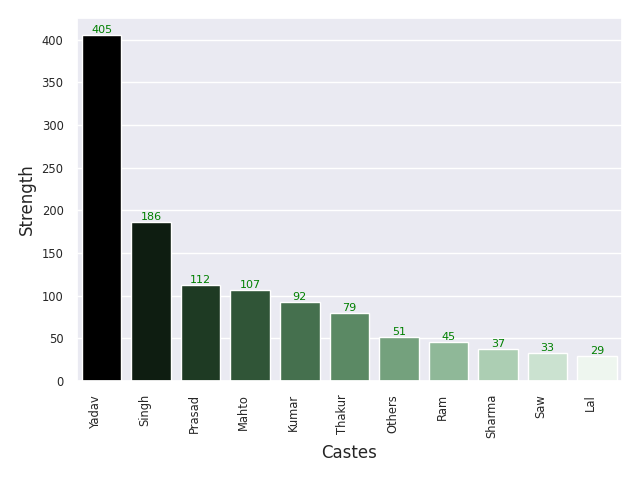 405
400
350
300
250
200
150
100
50
0
Strength
186
112
107
92
79
51
45
37
33
29
Yadav
Singh
Prasad
Mahto
Kumar
Thakur
Others
Ram
Sharma
Saw
Lal
Castes